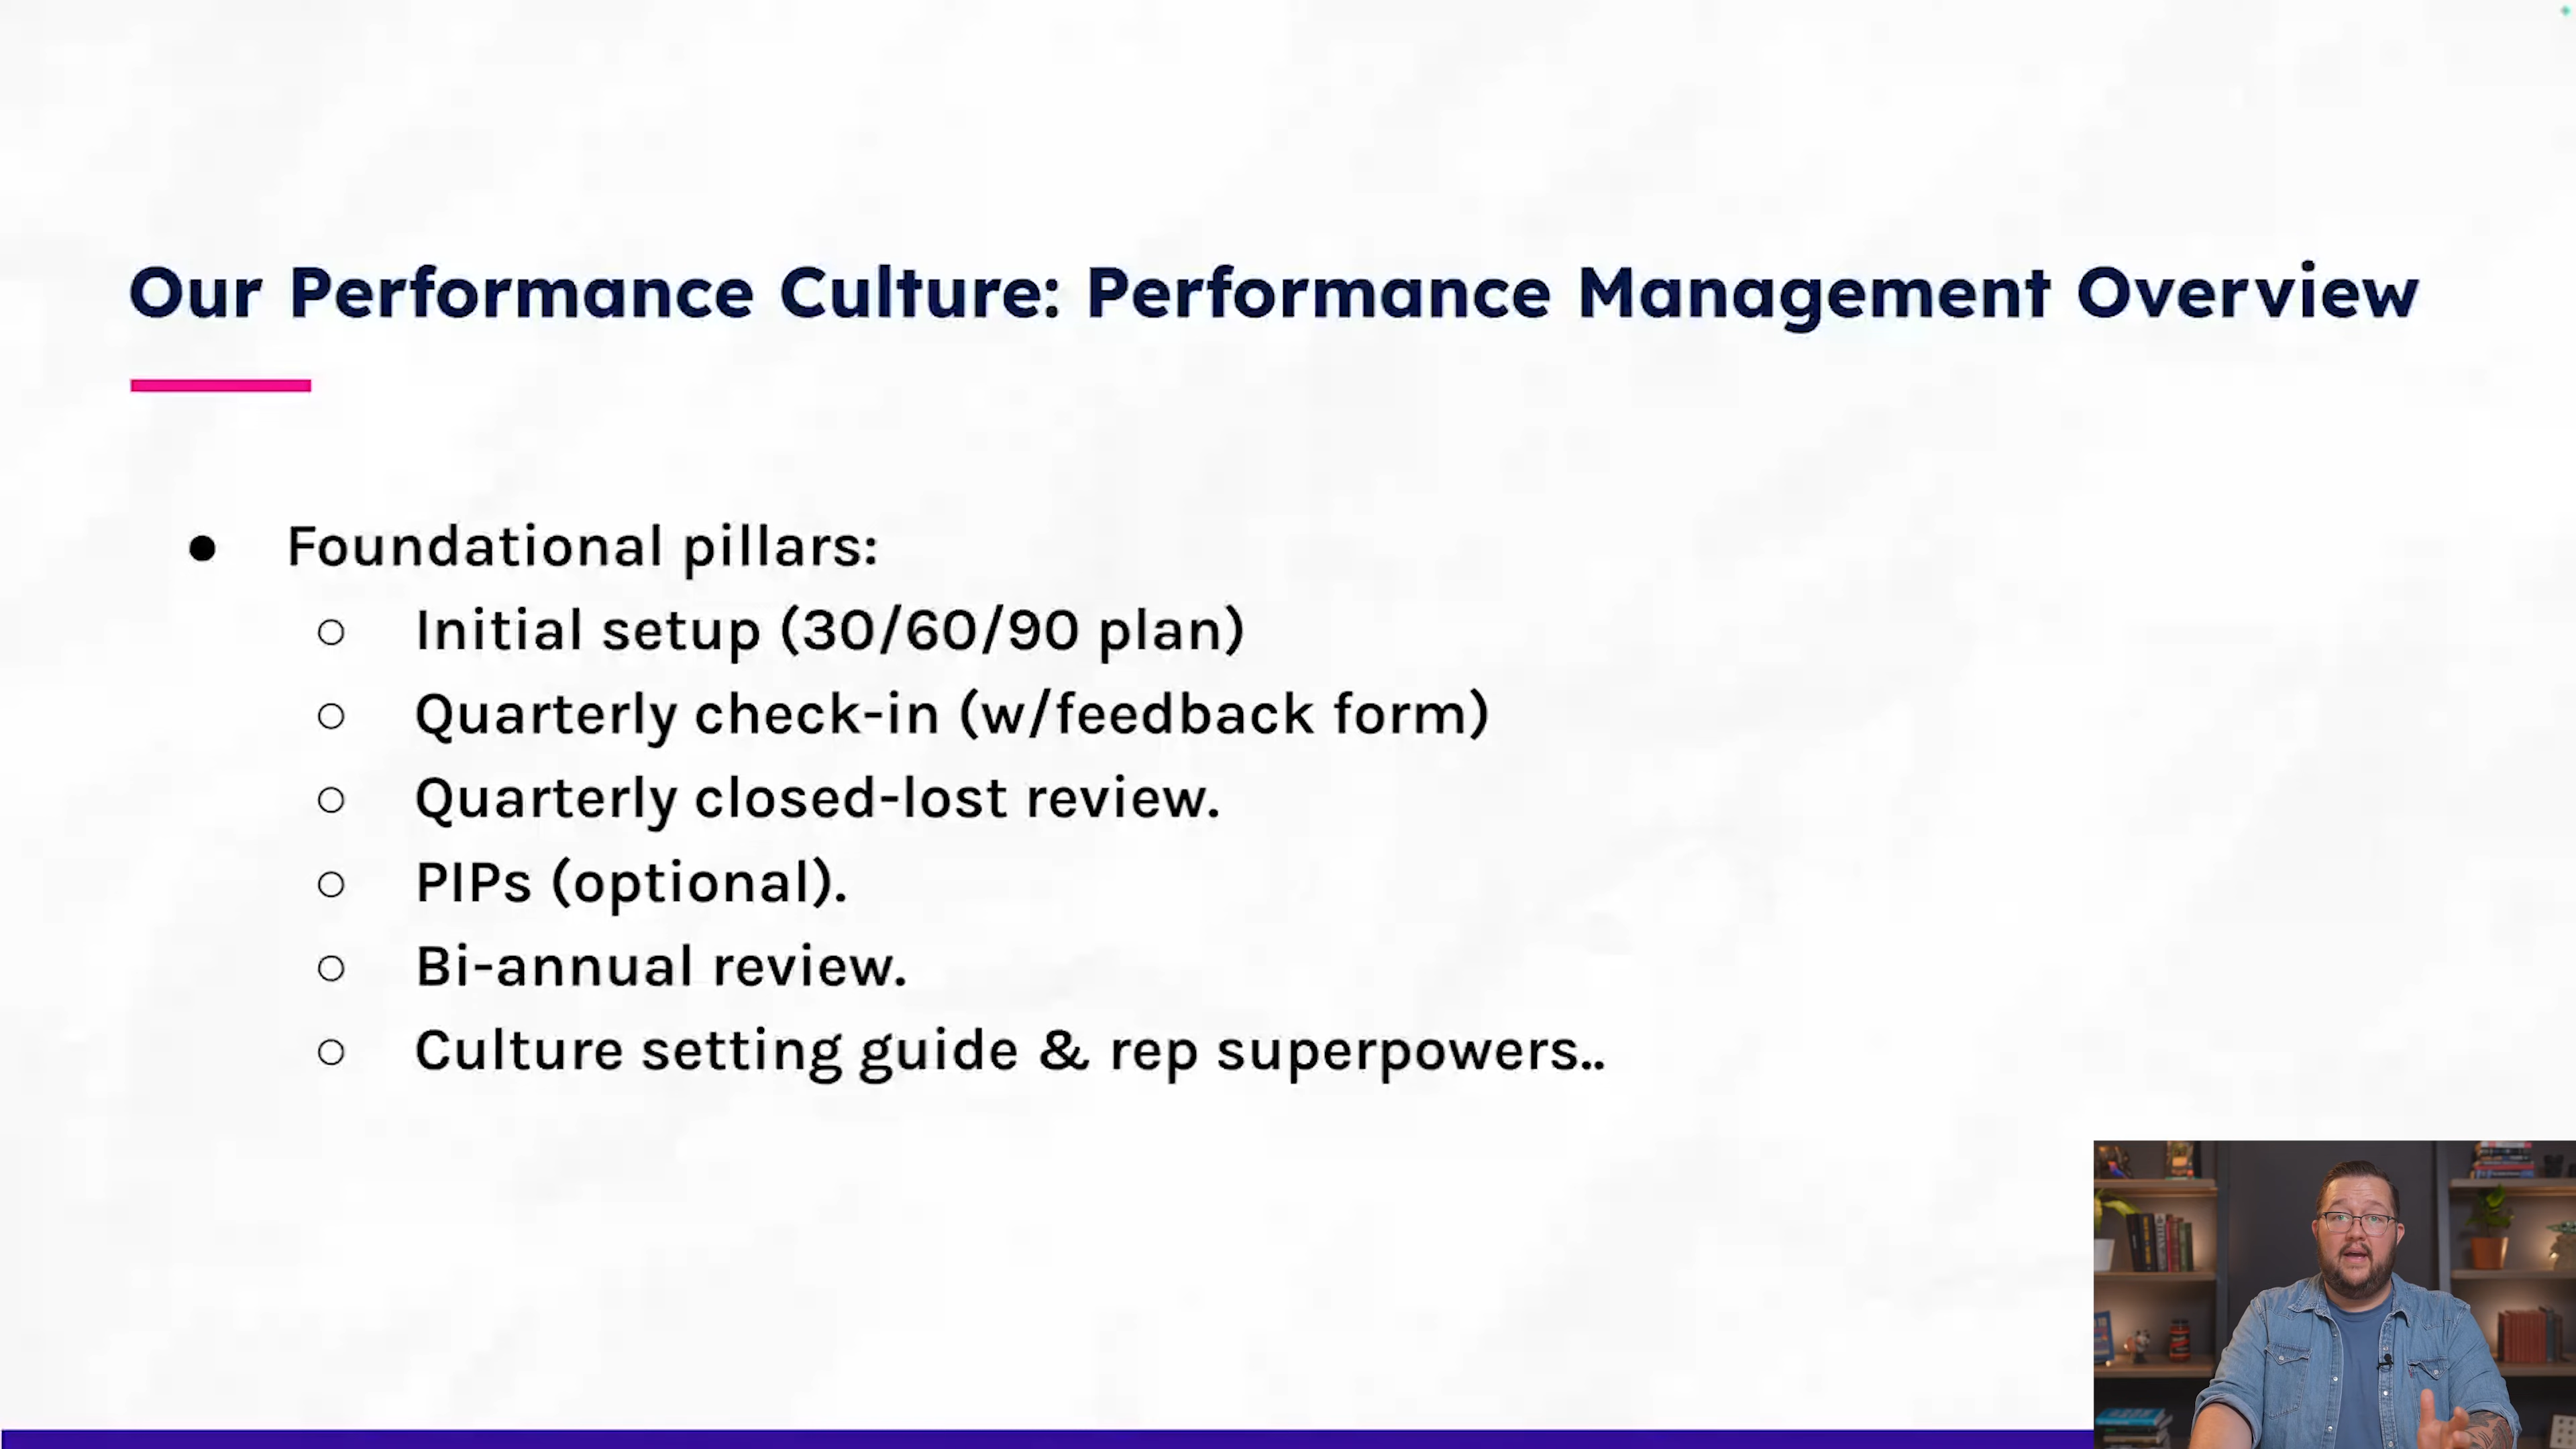 Our Performance Culture: Performance Management Overview
● Foundational pillars:
○ Initial setup (30/60/90 plan)
○ Quarterly check-in (w/feedback form)
○ Quarterly closed-lost review.
○ PIPs (optional).
○ Bi-annual review.
○ Culture setting guide & rep superpowers..